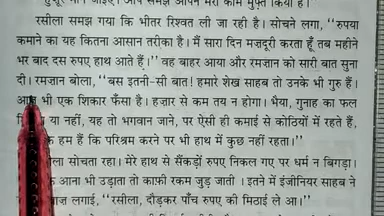 समझूँगा। आप मेरा काम मुफ़्त किया है।
रसीला समझ गया कि भीतर रिश्वत ली जा रही है। सोचने लगा, ‘‘रुपया
कमाने का यह कितना आसान तरीका है। मैं सारा दिन मज़दूरी करता हूँ तब महीने
भर बाद दस रुपए हाथ आते हैं।’’ वह बाहर आया और रमज़ान को सारी बात सुना
दी। रमज़ान बोला, ‘‘बस इतनी-सी बात! हमारे शेख साहब तो उनके भी गुरु हैं।
भी एक शिकार फँसा है। हज़ार से कम तय न होगा। भैया, गुनाह का फल
या नहीं, यह तो भगवान जाने, पर ऐसी ही कमाई से कोठियों में रहते हैं,
हम हैं कि परिश्रम करने पर भी हाथ में कुछ नहीं रहता।’’
सोचता रहा। मेरे हाथ से सैंकड़ों रुपए निकल गए पर धर्म न बिगड़ा।
आना भी उड़ाता तो काफ़ी रकम जुड़ जाती। इतने में इंजीनियर साहब ने
लगाई, ‘‘रसीला, दौड़कर पाँच रुपए की मिठाई ले आ।’’